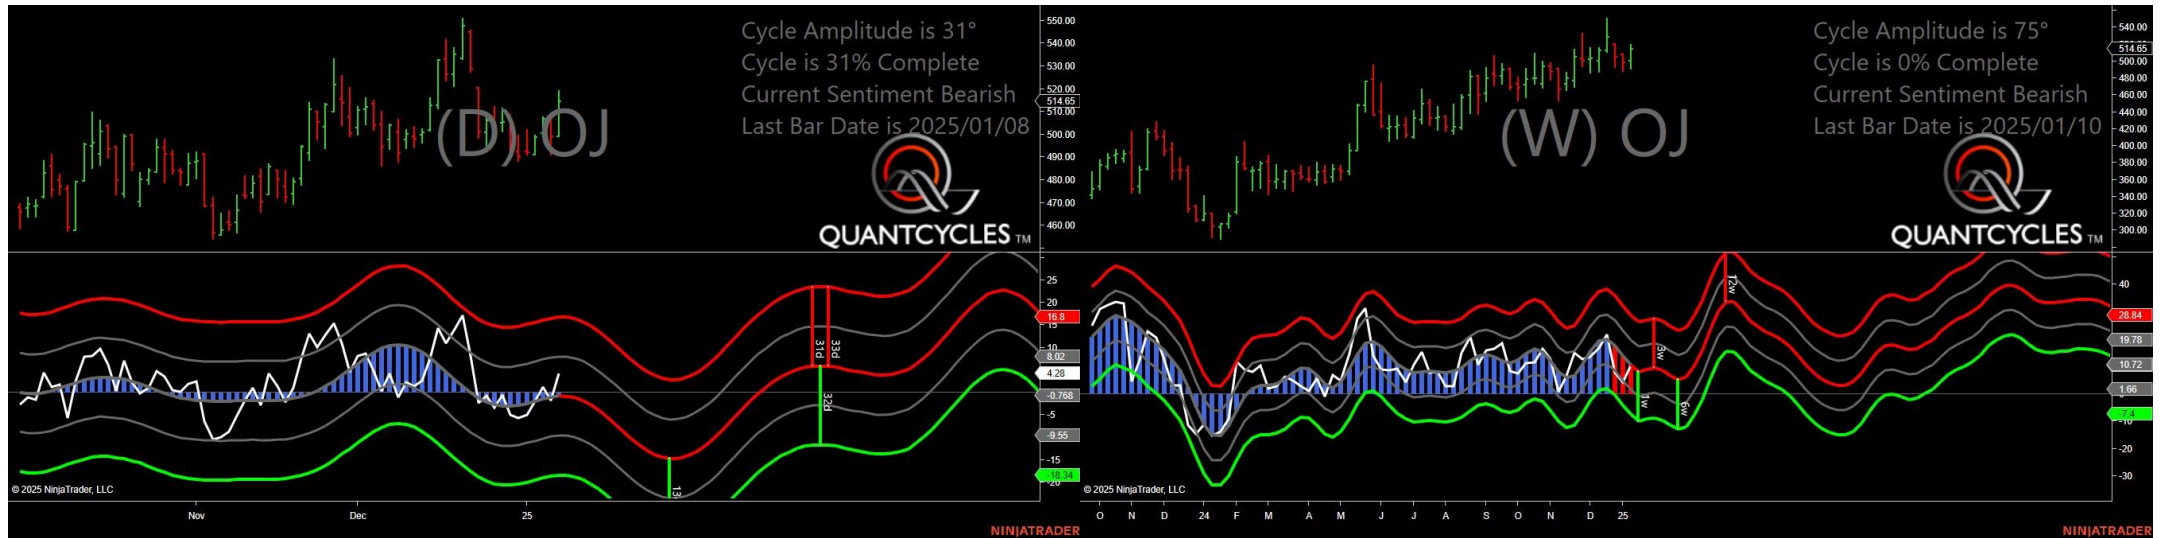 Cycle Amplitude is 31°
Cycle is 31% Complete
Current Sentiment Bearish
Last Bar Date is 2025/01/08
(D) OJ
QUANTCYCLES TM
550.00
540.00
530.00
520.00
514.65
510.00
500.00
490.00
480.00
470.00
460.00
25
20
16.8
15
10
8.02
4.28
-0.768
-5
-9.55
-15
-18.34
-20
31d
33d
32d
13
© 2025 NinjaTrader, LLC
Nov
Dec
25
NINJATRADER
Cycle Amplitude is 75°
Cycle is 0% Complete
Current Sentiment Bearish
Last Bar Date is 2025/01/10
(W) OJ
QUANTCYCLES TM
540.00
514.65
500.00
480.00
460.00
440.00
420.00
400.00
380.00
360.00
340.00
320.00
300.00
40
28.84
19.78
10.72
1.66
-7.4
-10
-20
-30
12w
3w
1w
6w
© 2025 NinjaTrader, LLC
O N D 24 F M A M J J A S O N D 25
NINJATRADER